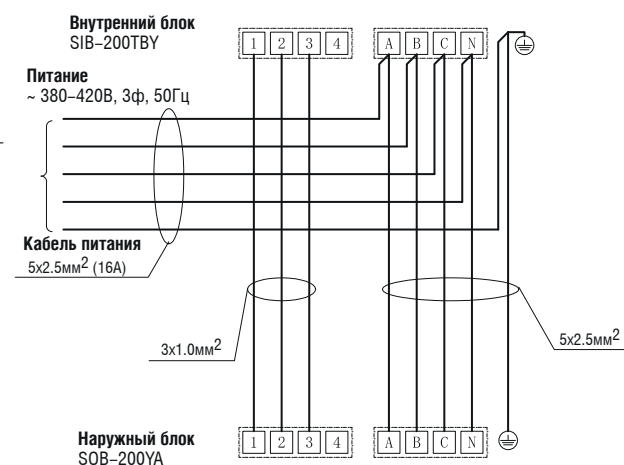 Внутренний блок
SIB–200TBY
1 2 3 4 A B C N
Питание
~ 380–420В, 3ф, 50Гц
Кабель питания
5x2.5мм2 (16A)
3x1.0мм2
5x2.5мм2
Наружный блок
SOB–200YA
1 2 3 4 A B C N